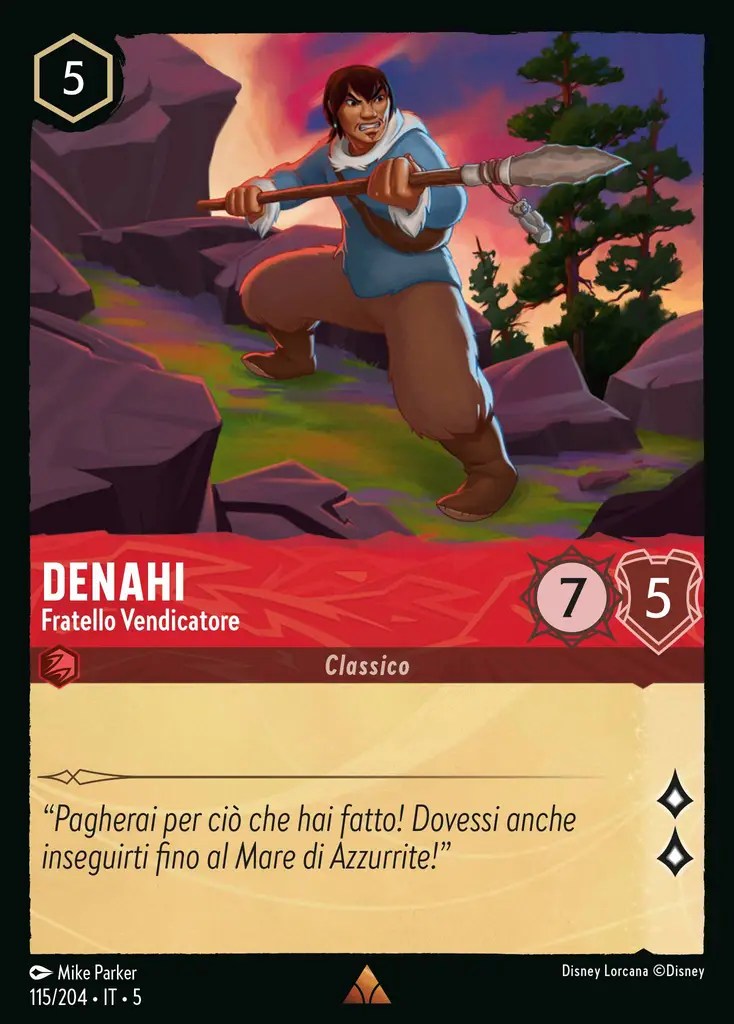 5
DENAHI
Fratello Vendicatore
7
5
Classico
“Pagherai per ciò che hai fatto! Dovessi anche
inseguirti fino al Mare di Azzurrite!”
Mike Parker
115/204 • IT • 5
Disney Lorcana ©Disney